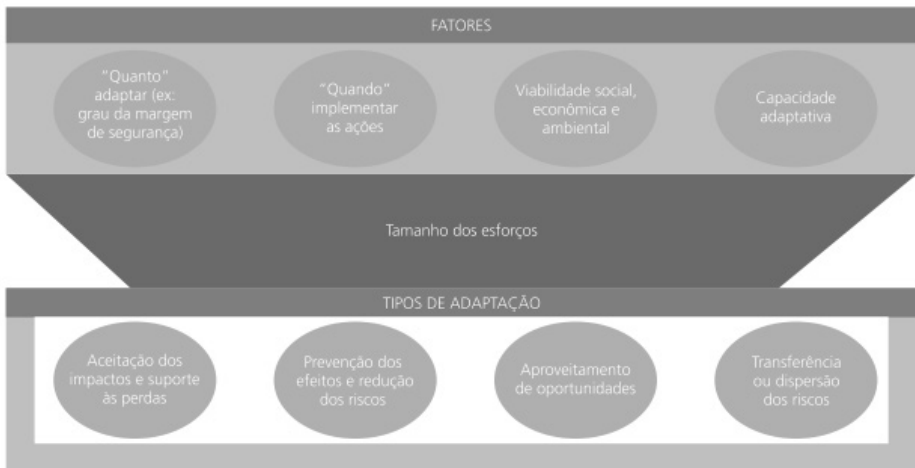 FATORES
"Quanto"
adaptar (ex:
grau da margem
de segurança)
"Quando"
implementar
as ações
Viabilidade social,
econômica e
ambiental
Capacidade
adaptativa
Tamanho dos esforços
TIPOS DE ADAPTAÇÃO
Aceitação dos
impactos e suporte
às perdas
Prevenção dos
efeitos e redução
dos riscos
Aproveitamento
de oportunidades
Transferência
ou dispersão
dos riscos